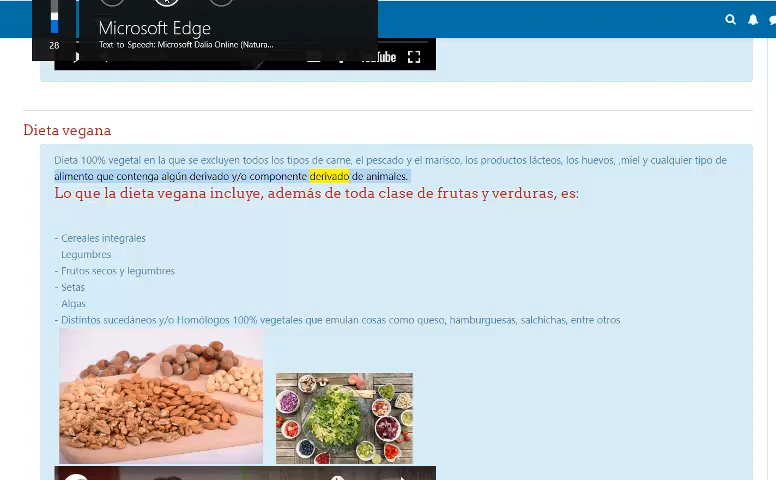 Microsoft Edge
Text to Speech: Microsoft Dalia Online (Natura...
28
Dieta vegana
Dieta 100% vegetal en la que se excluyen todos los tipos de carne, el pescado y el marisco, los productos lácteos, los huevos, ,miel y cualquier tipo de
alimento que contenga algún derivado y/o componente derivado de animales.
Lo que la dieta vegana incluye, además de toda clase de frutas y verduras, es:
- Cereales integrales
- Legumbres
- Frutos secos y legumbres
- Setas
- Algas
- Distintos sucedáneos y/o Homólogos 100% vegetales que emulan cosas como queso, hamburguesas, salchichas, entre otros